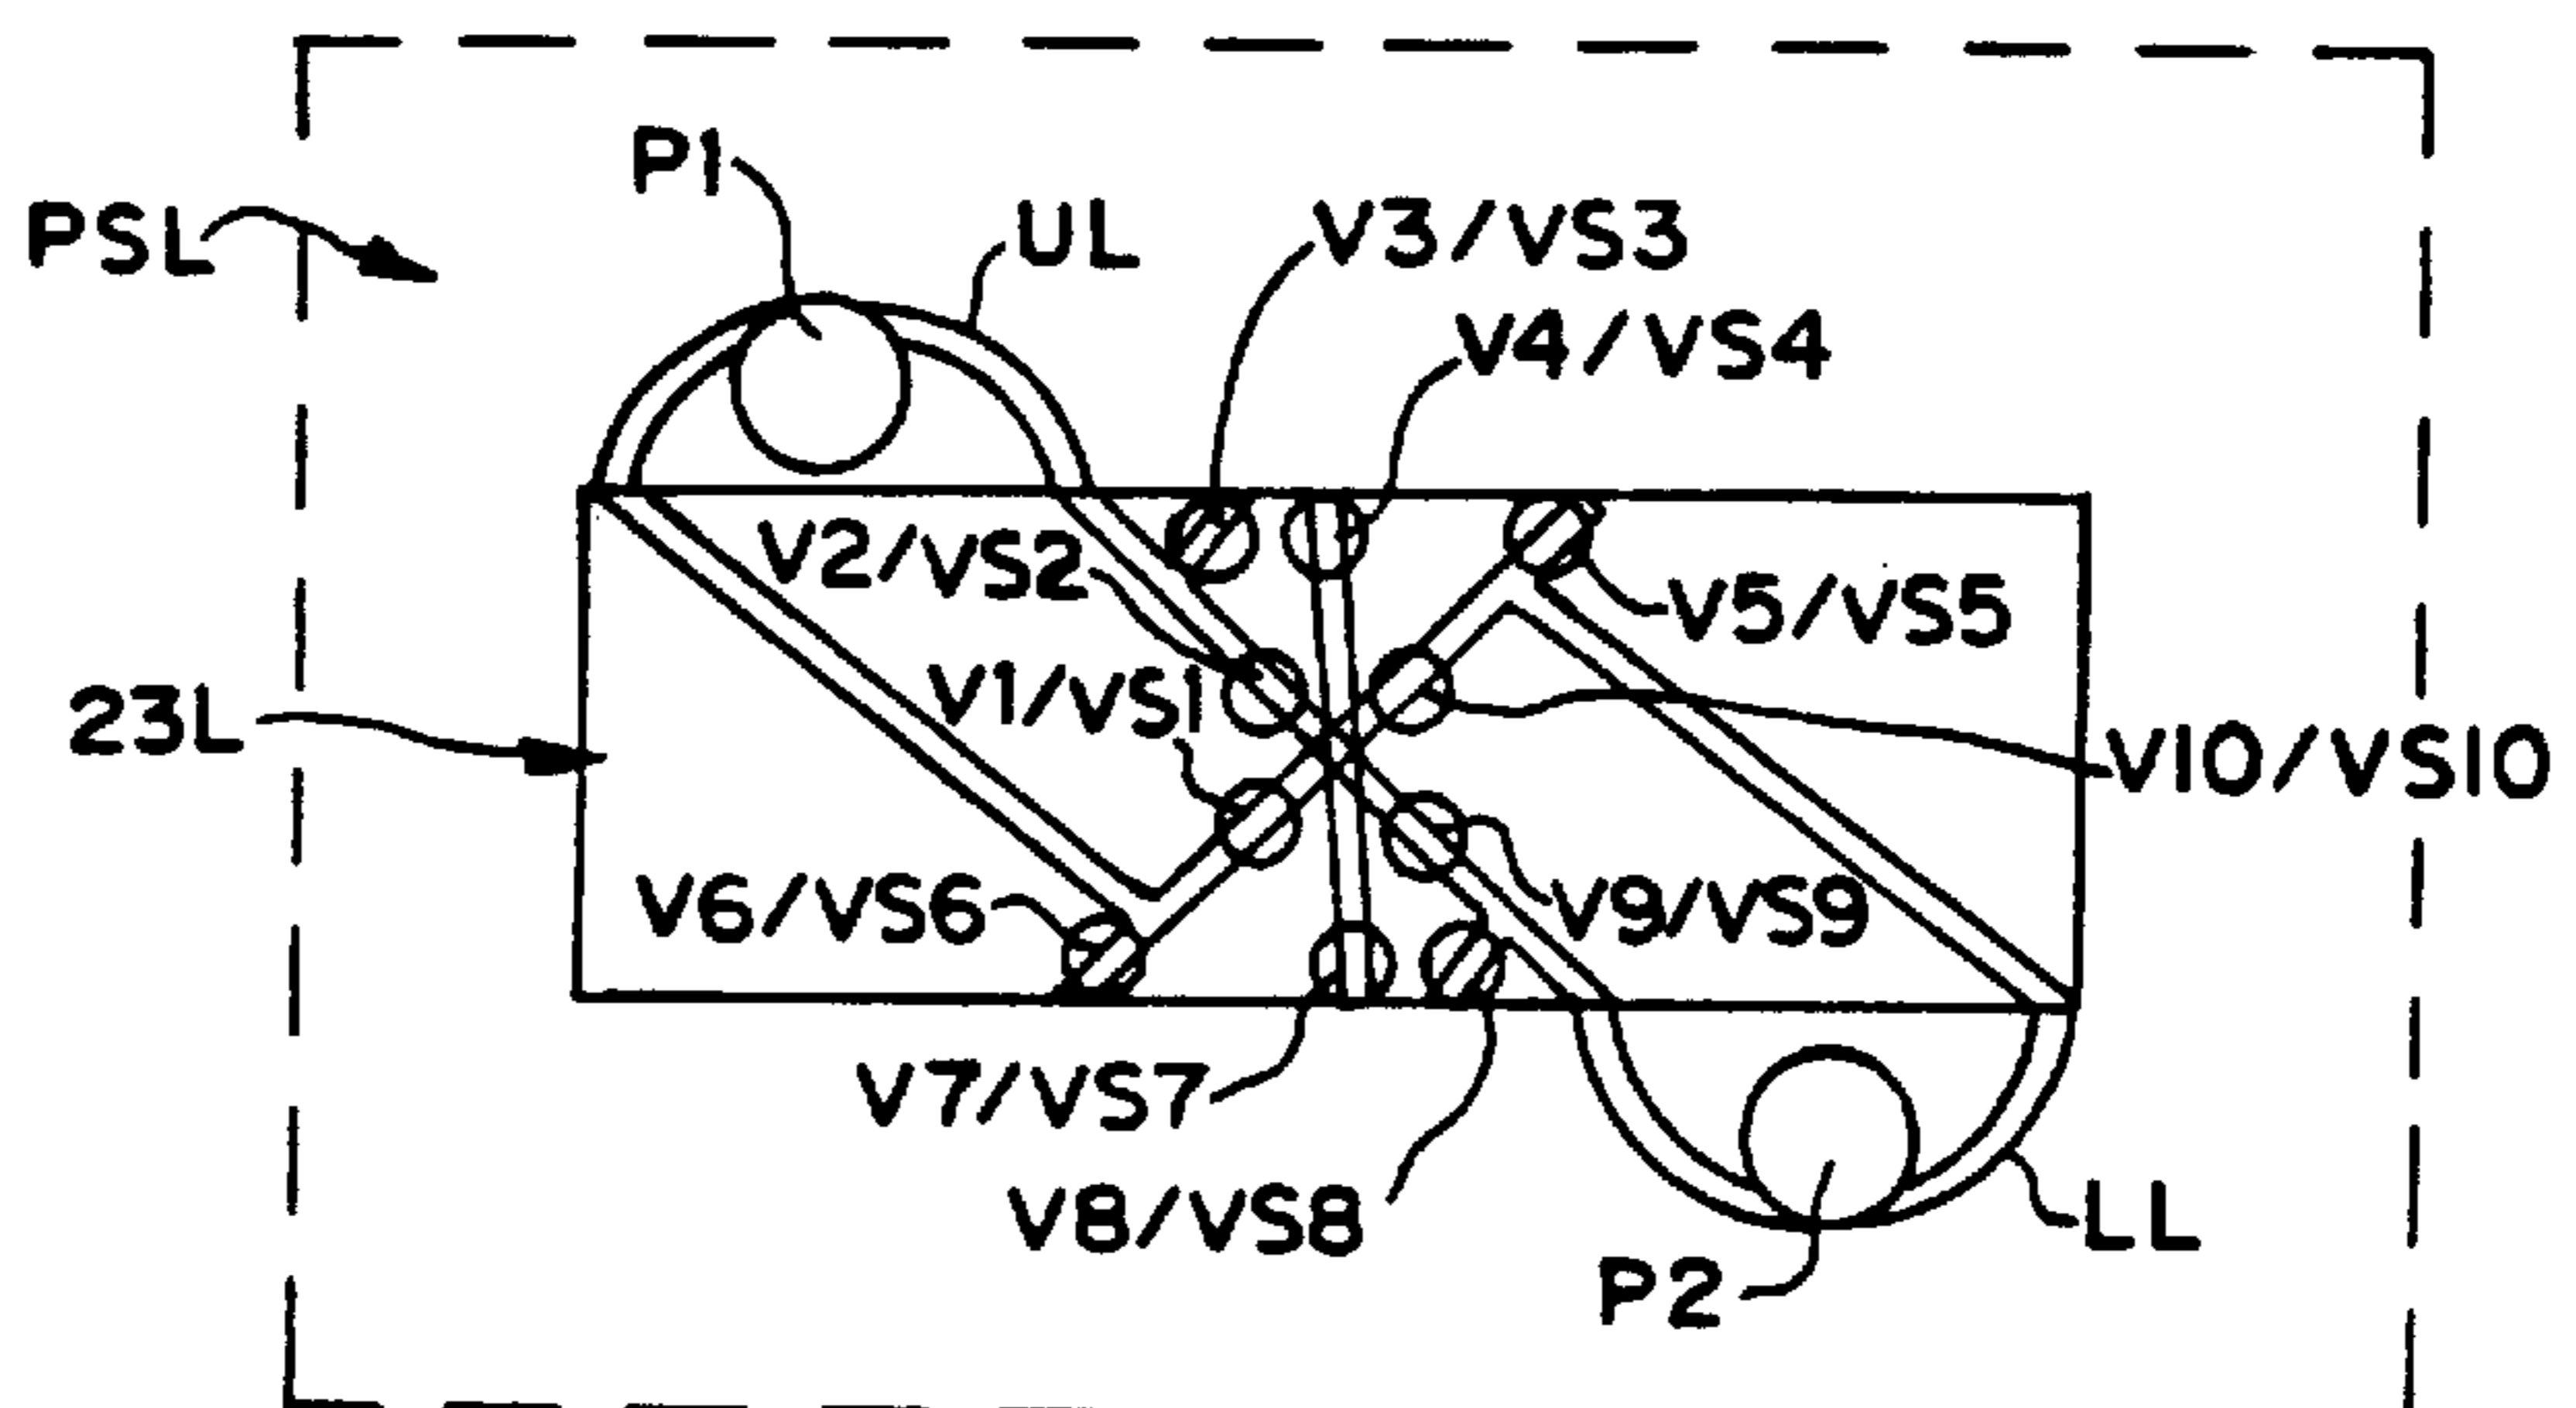 P1
PSL
UL
V3/VS3
V4/VS4
V2/VS2
V5/VS5
V1/VS1
23L
V10/VS10
V6/VS6
V9/VS9
V7/VS7
V8/VS8
LL
P2